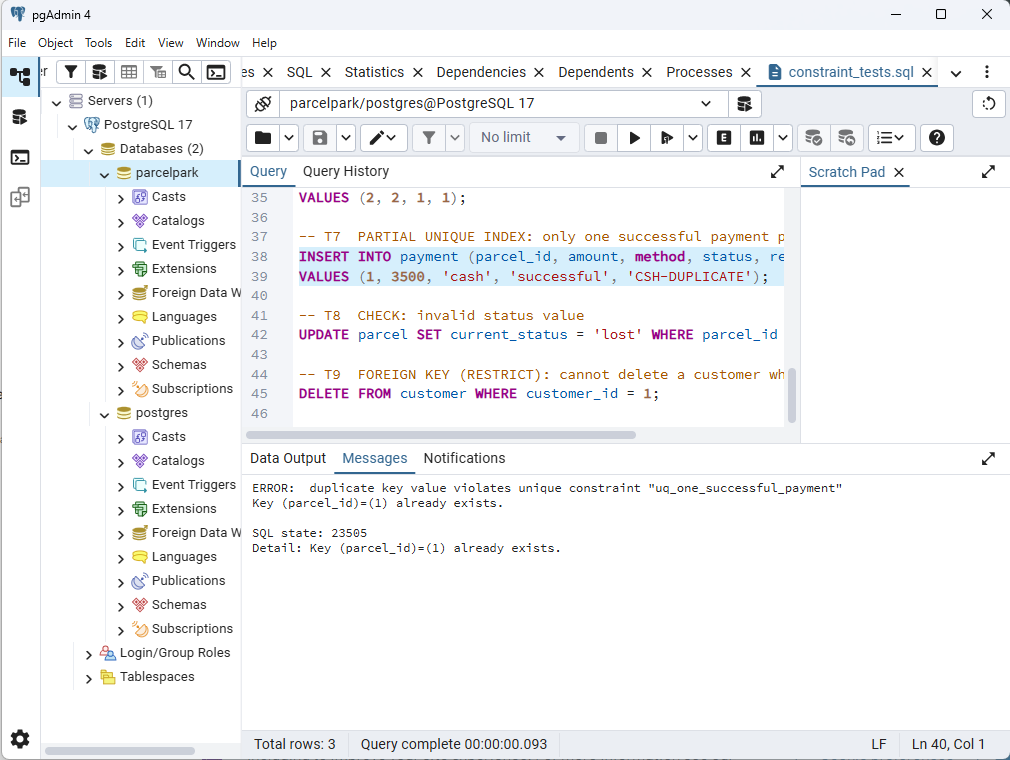 pgAdmin 4
File Object Tools Edit View Window Help
er
es SQL Statistics Dependencies Dependents Processes constraint_tests.sql
Servers (1)
PostgreSQL 17
Databases (2)
parcelpark
Casts
Catalogs
Event Triggers
Extensions
Foreign Data W
Languages
Publications
Schemas
Subscriptions
postgres
Casts
Catalogs
Event Triggers
Extensions
Foreign Data W
Languages
Publications
Schemas
Subscriptions
Login/Group Roles
Tablespaces
parcelpark/postgres@PostgreSQL 17
No limit
E
Query Query History
Scratch Pad
35 VALUES (2, 2, 1, 1);
36
37 -- T7  PARTIAL UNIQUE INDEX: only one successful payment p
38 INSERT INTO payment (parcel_id, amount, method, status, re
39 VALUES (1, 3500, 'cash', 'successful', 'CSH-DUPLICATE');
40
41 -- T8  CHECK: invalid status value
42 UPDATE parcel SET current_status = 'lost' WHERE parcel_id
43
44 -- T9  FOREIGN KEY (RESTRICT): cannot delete a customer wh
45 DELETE FROM customer WHERE customer_id = 1;
46
Data Output Messages Notifications
ERROR:  duplicate key value violates unique constraint "uq_one_successful_payment"
Key (parcel_id)=(1) already exists.
SQL state: 23505
Detail: Key (parcel_id)=(1) already exists.
Total rows: 3 Query complete 00:00:00.093 LF Ln 40, Col 1